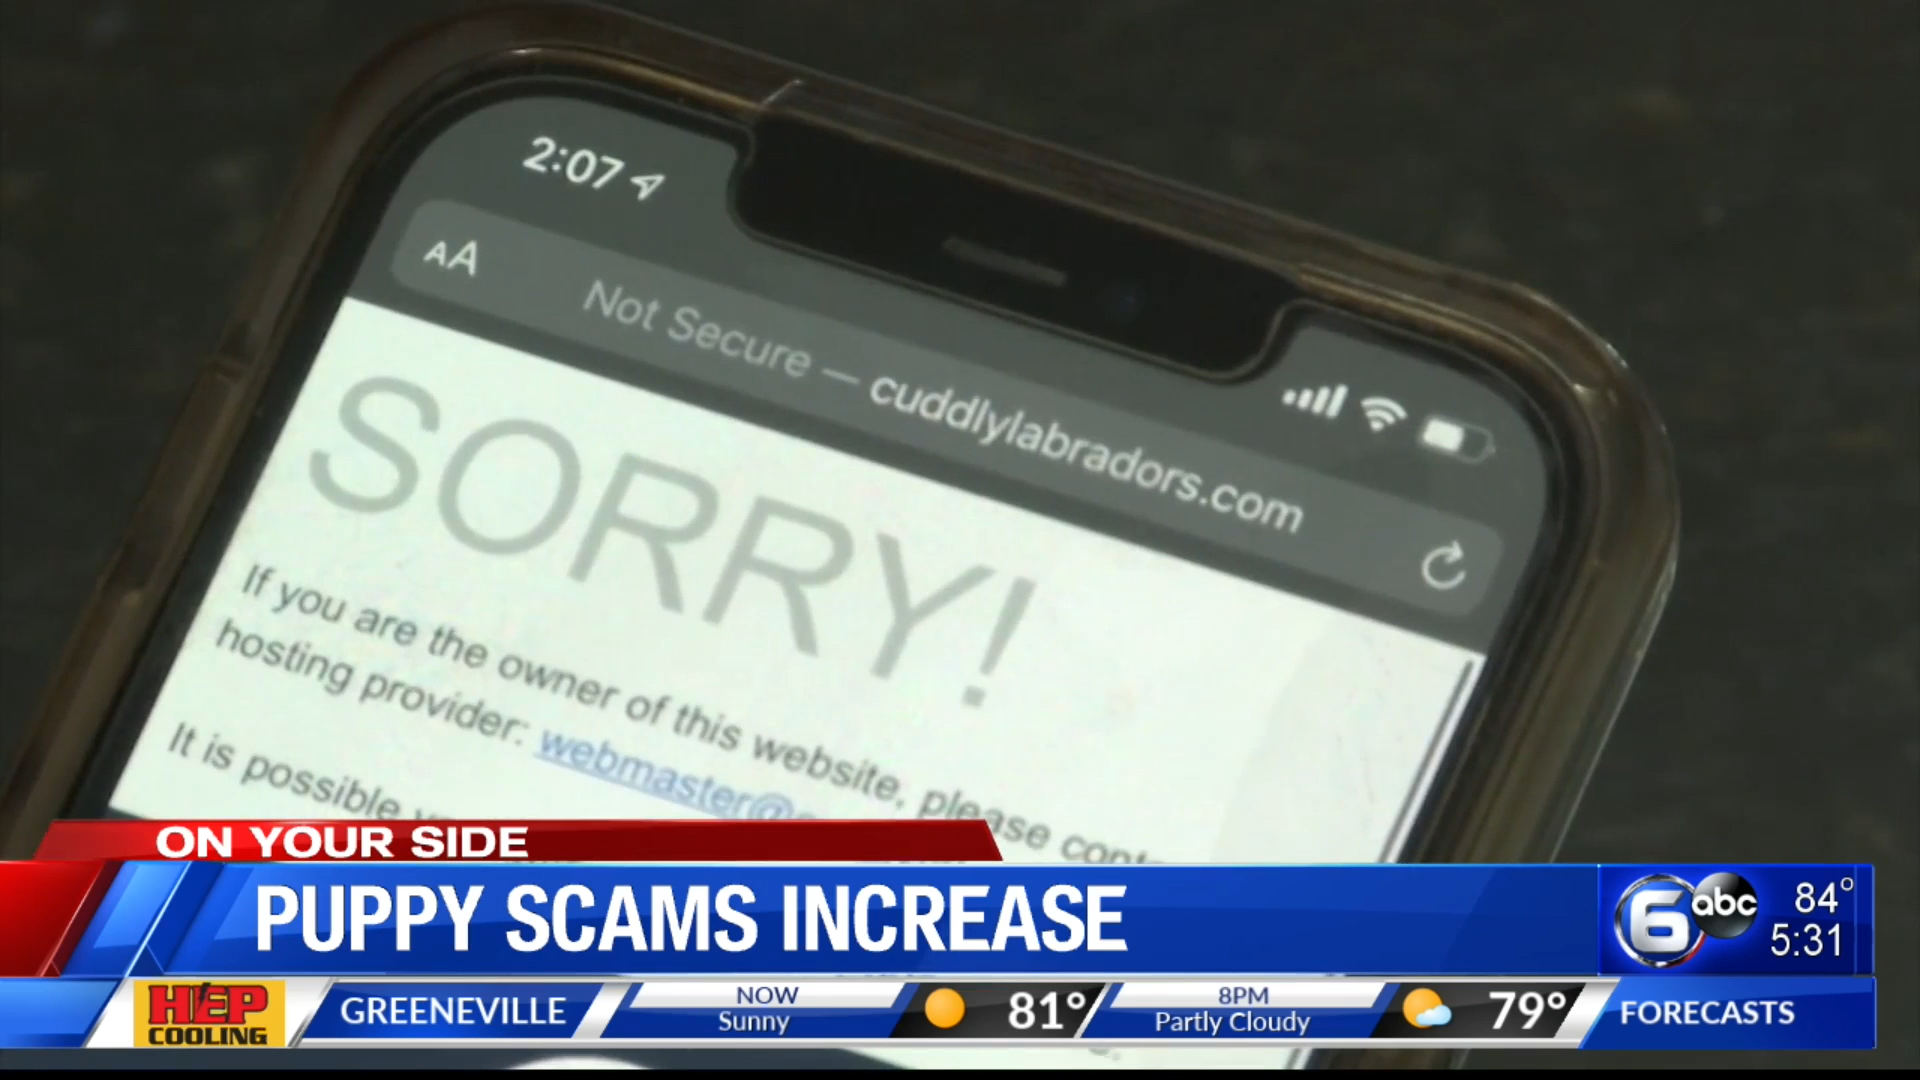 2:07
AA
Not Secure — cuddlylabradors.com
SORRY!
If you are the owner of this website, please
hosting provider: webmaster@
It is possible
ON YOUR SIDE
PUPPY SCAMS INCREASE
6 abc
84°
5:31
HEP
COOLING
GREENEVILLE
NOW
Sunny
81°
8PM
Partly Cloudy
79°
FORECASTS